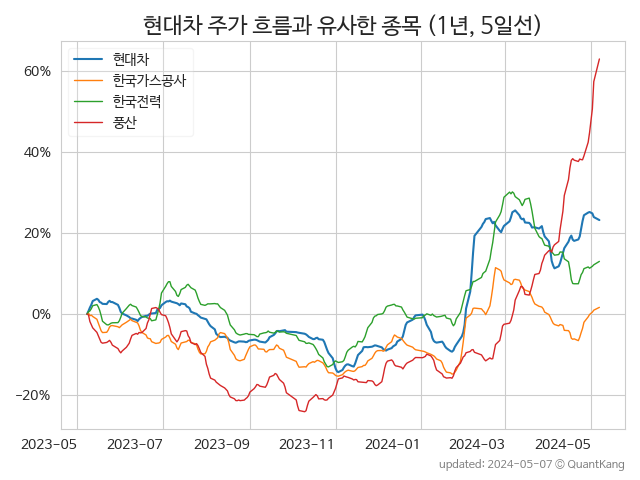 현대차 주가 흐름과 유사한 종목 (1년, 5일선)
현대차
한국가스공사
한국전력
풍산
60%
40%
20%
0%
−20%
2023-05 2023-07 2023-09 2023-11 2024-01 2024-03 2024-05
updated: 2024-05-07 © QuantKang